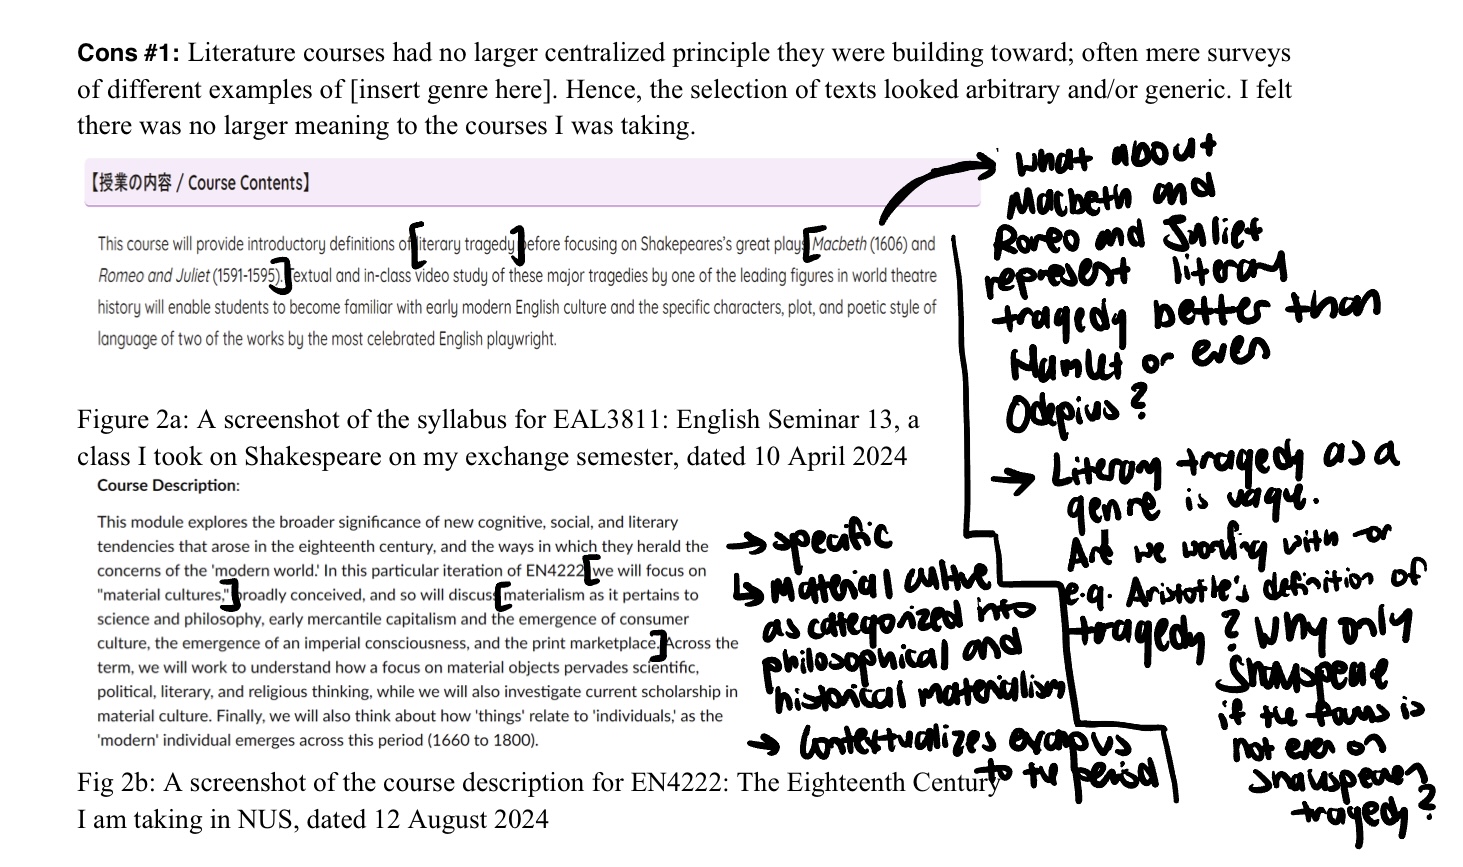 Cons #1: Literature courses had no larger centralized principle they were building toward; often mere surveys
of different examples of [insert genre here]. Hence, the selection of texts looked arbitrary and/or generic. I felt
there was no larger meaning to the courses I was taking.
【授業の内容 / Course Contents】
This course will provide introductory definitions of [literary tragedy] before focusing on Shakepeares's great plays [Macbeth (1606) and
Romeo and Juliet (1591-1595).] Textual and in-class video study of these major tragedies by one of the leading figures in world theatre
history will enable students to become familiar with early modern English culture and the specific characters, plot, and poetic style of
language of two of the works by the most celebrated English playwright.
→ What about
Macbeth and
Roreo and Juliet
represent literary
tragedy better than
Hamlet or even
Odepius?
→ Literary tragedy as a
genre is vague.
Are we working with or
e.g. Aristotle's definition of
tragedy? Why only
Shakspeare
if the focus is
not even on
Shakespearean
tragedy?
Figure 2a: A screenshot of the syllabus for EAL3811: English Seminar 13, a
class I took on Shakespeare on my exchange semester, dated 10 April 2024
Course Description:
This module explores the broader significance of new cognitive, social, and literary
tendencies that arose in the eighteenth century, and the ways in which they herald the
concerns of the 'modern world.' In this particular iteration of EN4222, [we will focus on
"material cultures,"] broadly conceived, and so will discuss [materialism as it pertains to
science and philosophy, early mercantile capitalism and the emergence of consumer
culture, the emergence of an imperial consciousness, and the print marketplace.] Across the
term, we will work to understand how a focus on material objects pervades scientific,
political, literary, and religious thinking, while we will also investigate current scholarship in
material culture. Finally, we will also think about how 'things' relate to 'individuals,' as the
'modern' individual emerges across this period (1660 to 1800).
→ specific
↳ Material culture
as categorized into
philosophical and
historical materialism
→ Contextualizes
to the period
Fig 2b: A screenshot of the course description for EN4222: The Eighteenth Century
I am taking in NUS, dated 12 August 2024